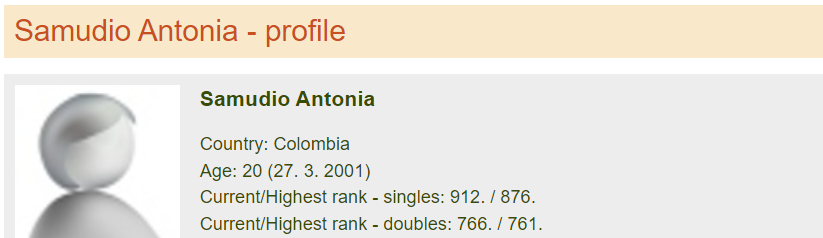 Samudio Antonia - profile
Samudio Antonia
Country: Colombia
Age: 20 (27. 3. 2001)
Current/Highest rank - singles: 912. / 876.
Current/Highest rank - doubles: 766. / 761.